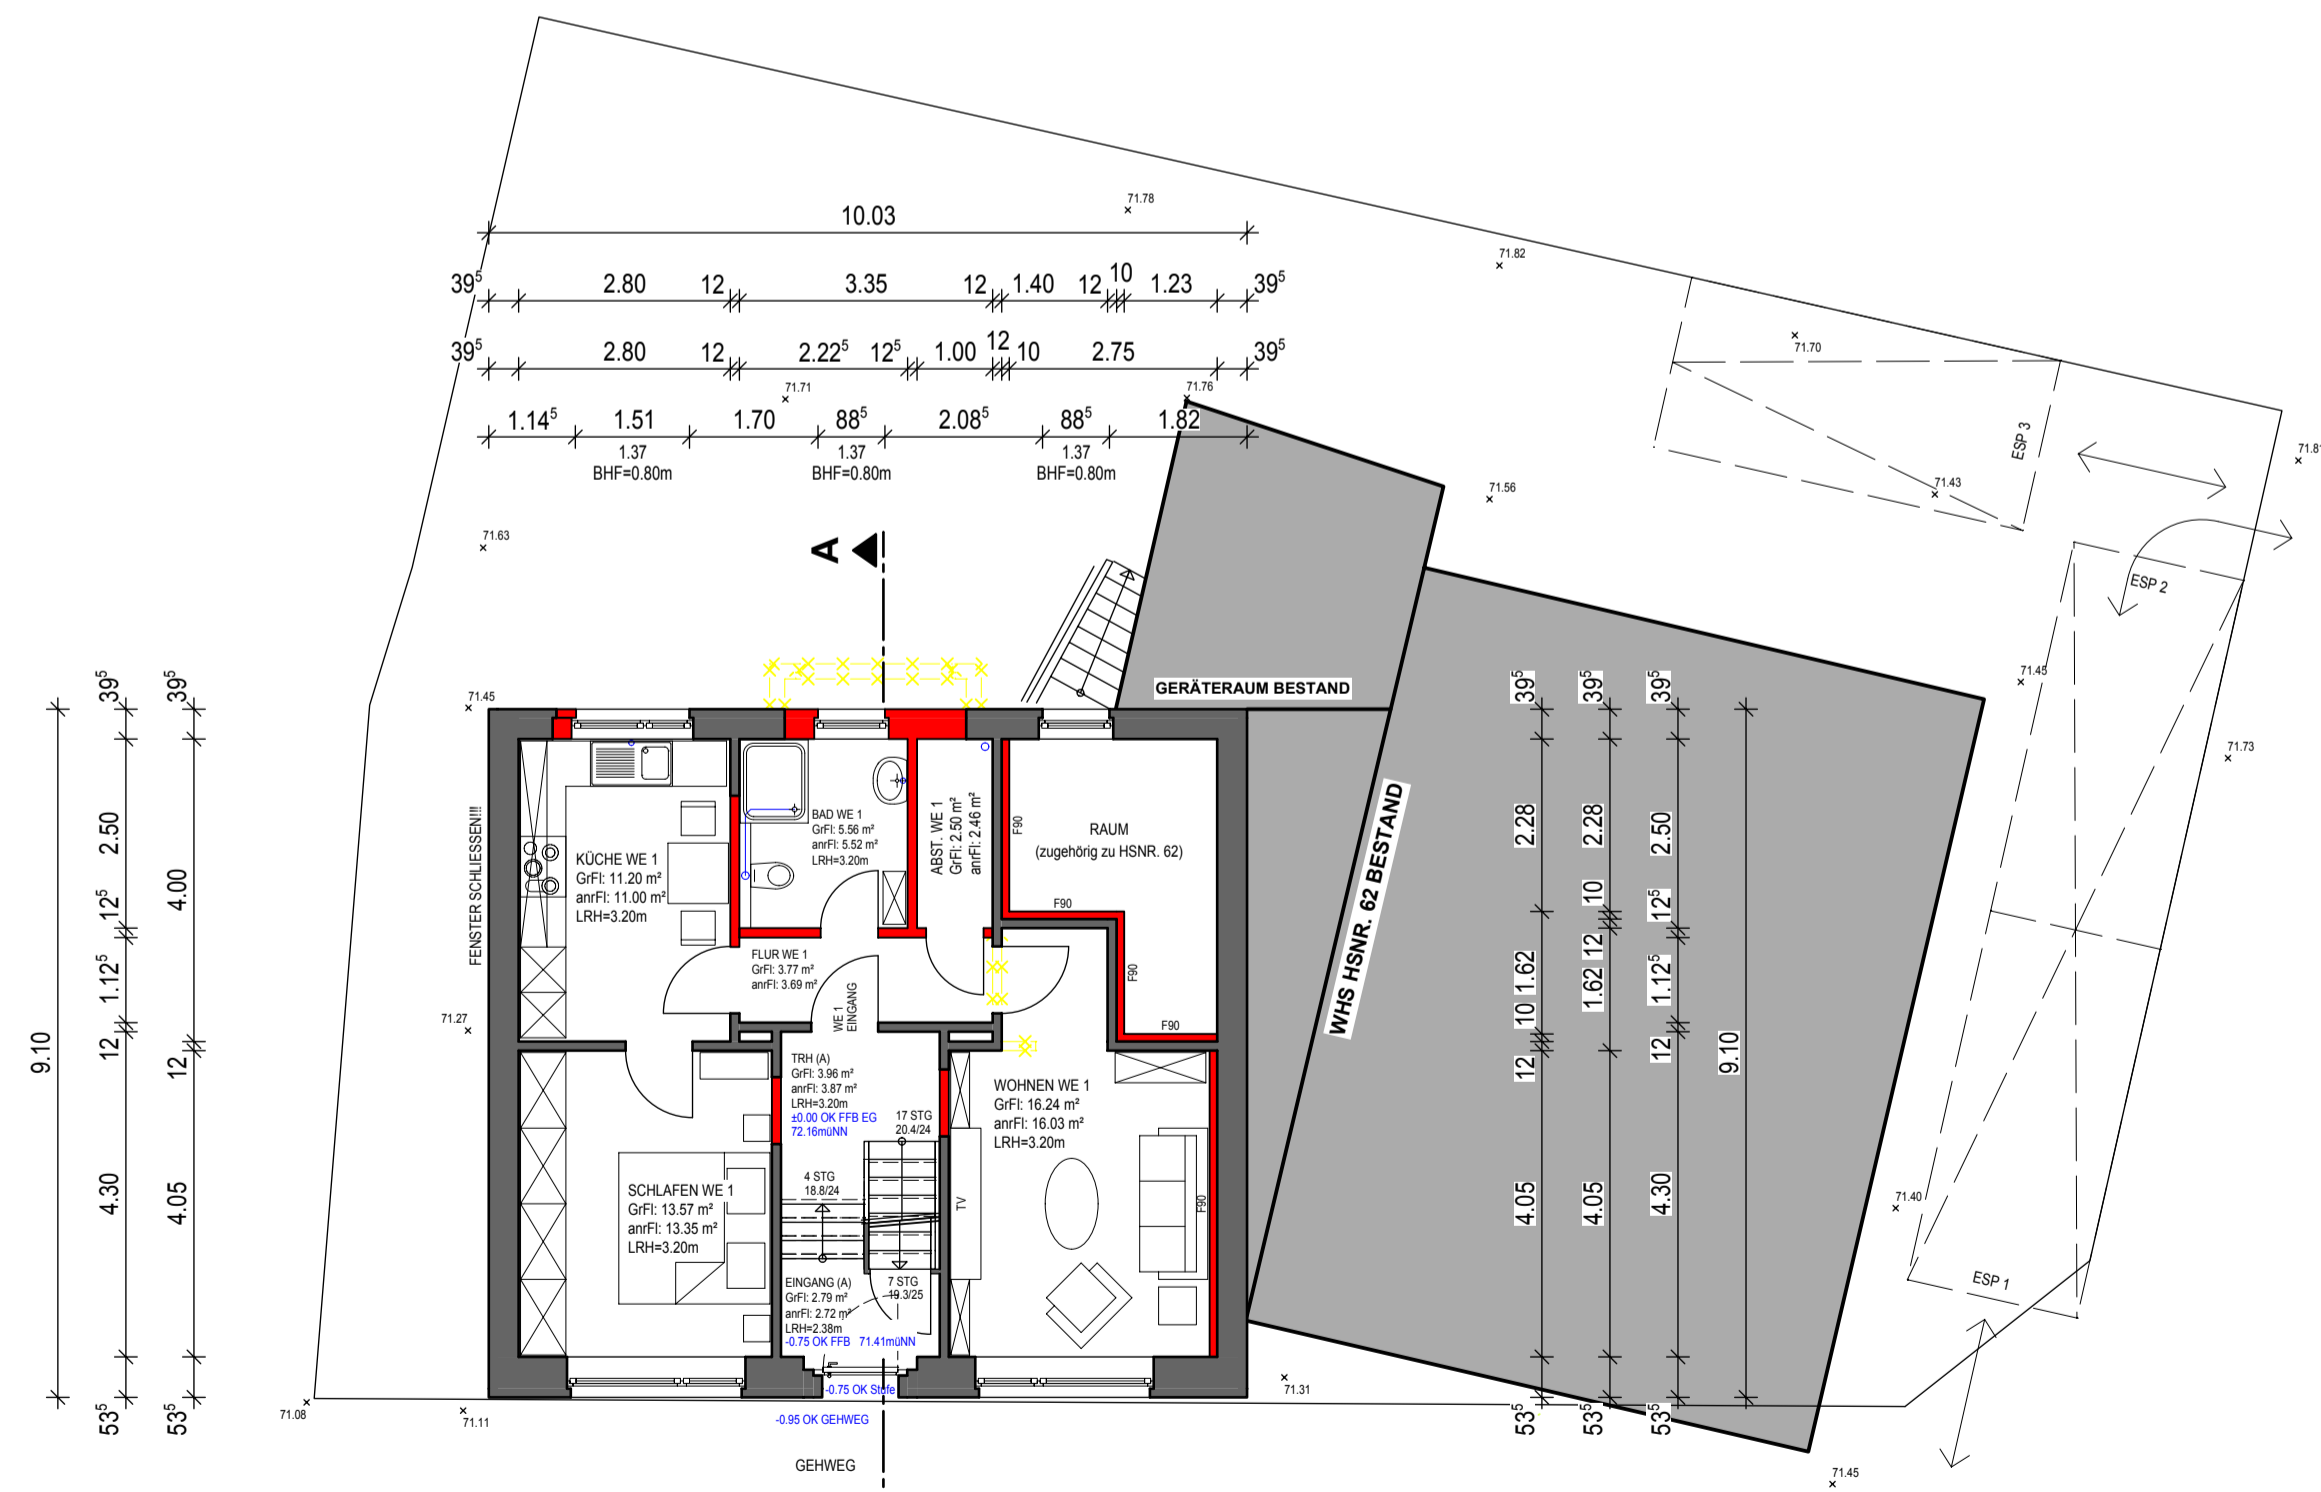 71.78
10.03
71.82
39⁵ 2.80 12 3.35 12 1.40 12 10 1.23 39⁵
39⁵ 2.80 12 2.22⁵ 12⁵ 1.00 12 10 2.75 39⁵
71.70
71.71
71.76
1.14⁵ 1.51 1.70 88⁵ 2.08⁵ 88⁵ 1.82
1.37
BHF=0.80m
1.37
BHF=0.80m
1.37
BHF=0.80m
ESP 3
71.43
71.56
71.63
A
ESP 2
71.45
71.45
71.73
GERÄTERAUM BESTAND
9.10
39⁵ 2.50 12⁵ 1.12⁵ 12 4.30 53⁵
39⁵ 4.00 12 4.05 53⁵
FENSTER SCHLIESSEN!!!
71.27
KÜCHE WE 1
GrFl: 11.20 m²
anrFl: 11.00 m²
LRH=3.20m
BAD WE 1
GrFl: 5.56 m²
anrFl: 5.52 m²
LRH=3.20m
ABST. WE 1
GrFl: 2.50 m²
anrFl: 2.46 m²
F90
RAUM
(zugehörig zu HSNR. 62)
F90
F90
F90
FLUR WE 1
GrFl: 3.77 m²
anrFl: 3.69 m²
WE 1
EINGANG
WHS HSNR. 62 BESTAND
39⁵ 2.28 1.62 10 12 4.05 53⁵
39⁵ 2.28 10 12 1.62 4.05 53⁵
39⁵ 2.50 12⁵ 1.12⁵ 12 4.30 53⁵
9.10
TRH (A)
GrFl: 3.96 m²
anrFl: 3.87 m²
LRH=3.20m
±0.00 OK FFB EG
72.16müNN
17 STG
20.4/24
4 STG
18.8/24
WOHNEN WE 1
GrFl: 16.24 m²
anrFl: 16.03 m²
LRH=3.20m
TV
F90
SCHLAFEN WE 1
GrFl: 13.57 m²
anrFl: 13.35 m²
LRH=3.20m
EINGANG (A)
GrFl: 2.79 m²
anrFl: 2.72 m²
LRH=2.38m
-0.75 OK FFB 71.41müNN
7 STG
19.3/25
71.40
ESP 1
-0.75 OK Stufe
-0.95 OK GEHWEG
GEHWEG
71.08
71.11
71.31
71.45